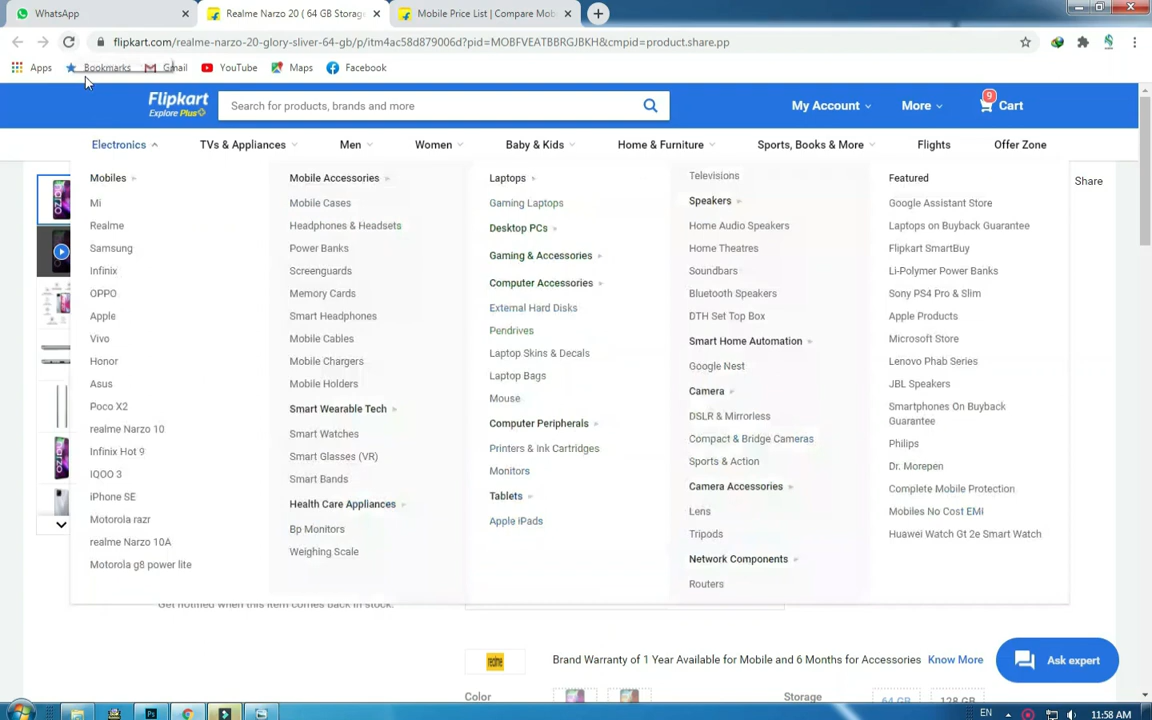 WhatsApp
Realme Narzo 20 ( 64 GB Storage
Mobile Price List | Compare Mob
flipkart.com/realme-narzo-20-glory-sliver-64-gb/p/itm4ac58d879006d?pid=MOBFVEATBBRGJBKH&cmpid=product.share.pp
Apps Bookmarks Gmail YouTube Maps Facebook
Flipkart
Explore Plus
Search for products, brands and more
My Account More 9 Cart
Electronics TVs & Appliances Men Women Baby & Kids Home & Furniture Sports, Books & More Flights Offer Zone
Mobiles
Mi
Realme
Samsung
Infinix
OPPO
Apple
Vivo
Honor
Asus
Poco X2
realme Narzo 10
Infinix Hot 9
IQOO 3
iPhone SE
Motorola razr
realme Narzo 10A
Motorola g8 power lite
Mobile Accessories
Mobile Cases
Headphones & Headsets
Power Banks
Screenguards
Memory Cards
Smart Headphones
Mobile Cables
Mobile Chargers
Mobile Holders
Smart Wearable Tech
Smart Watches
Smart Glasses (VR)
Smart Bands
Health Care Appliances
Bp Monitors
Weighing Scale
Laptops
Gaming Laptops
Desktop PCs
Gaming & Accessories
Computer Accessories
External Hard Disks
Pendrives
Laptop Skins & Decals
Laptop Bags
Mouse
Computer Peripherals
Printers & Ink Cartridges
Monitors
Tablets
Apple iPads
Televisions
Speakers
Home Audio Speakers
Home Theatres
Soundbars
Bluetooth Speakers
DTH Set Top Box
Smart Home Automation
Google Nest
Camera
DSLR & Mirrorless
Compact & Bridge Cameras
Sports & Action
Camera Accessories
Lens
Tripods
Network Components
Routers
Featured
Google Assistant Store
Laptops on Buyback Guarantee
Flipkart SmartBuy
Li-Polymer Power Banks
Sony PS4 Pro & Slim
Apple Products
Microsoft Store
Lenovo Phab Series
JBL Speakers
Smartphones On Buyback
Guarantee
Philips
Dr. Morepen
Complete Mobile Protection
Mobiles No Cost EMI
Huawei Watch Gt 2e Smart Watch
Share
Get notified when this item comes back in stock.
realme
Brand Warranty of 1 Year Available for Mobile and 6 Months for Accessories Know More
Ask expert
Color Storage 64 GB 128 GB
EN 11:58 AM